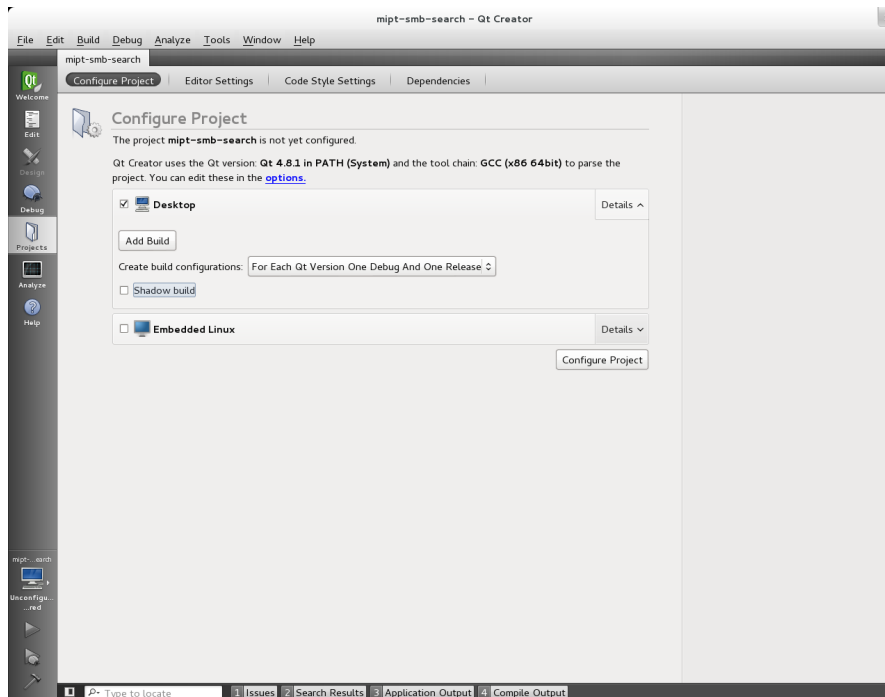 mipt-smb-search - Qt Creator
File Edit Build Debug Analyze Tools Window Help
mipt-smb-search
Configure Project Editor Settings Code Style Settings Dependencies
Qt
Welcome
Edit
Design
Debug
Projects
Analyze
Help
Configure Project
The project mipt-smb-search is not yet configured.
Qt Creator uses the Qt version: Qt 4.8.1 in PATH (System) and the tool chain: GCC (x86 64bit) to parse the
project. You can edit these in the options.
Desktop
Details
Add Build
Create build configurations: For Each Qt Version One Debug And One Release
Shadow build
Embedded Linux
Details
Configure Project
mipt-...earch
Unconfigu...
...red
Type to locate
1 Issues 2 Search Results 3 Application Output 4 Compile Output